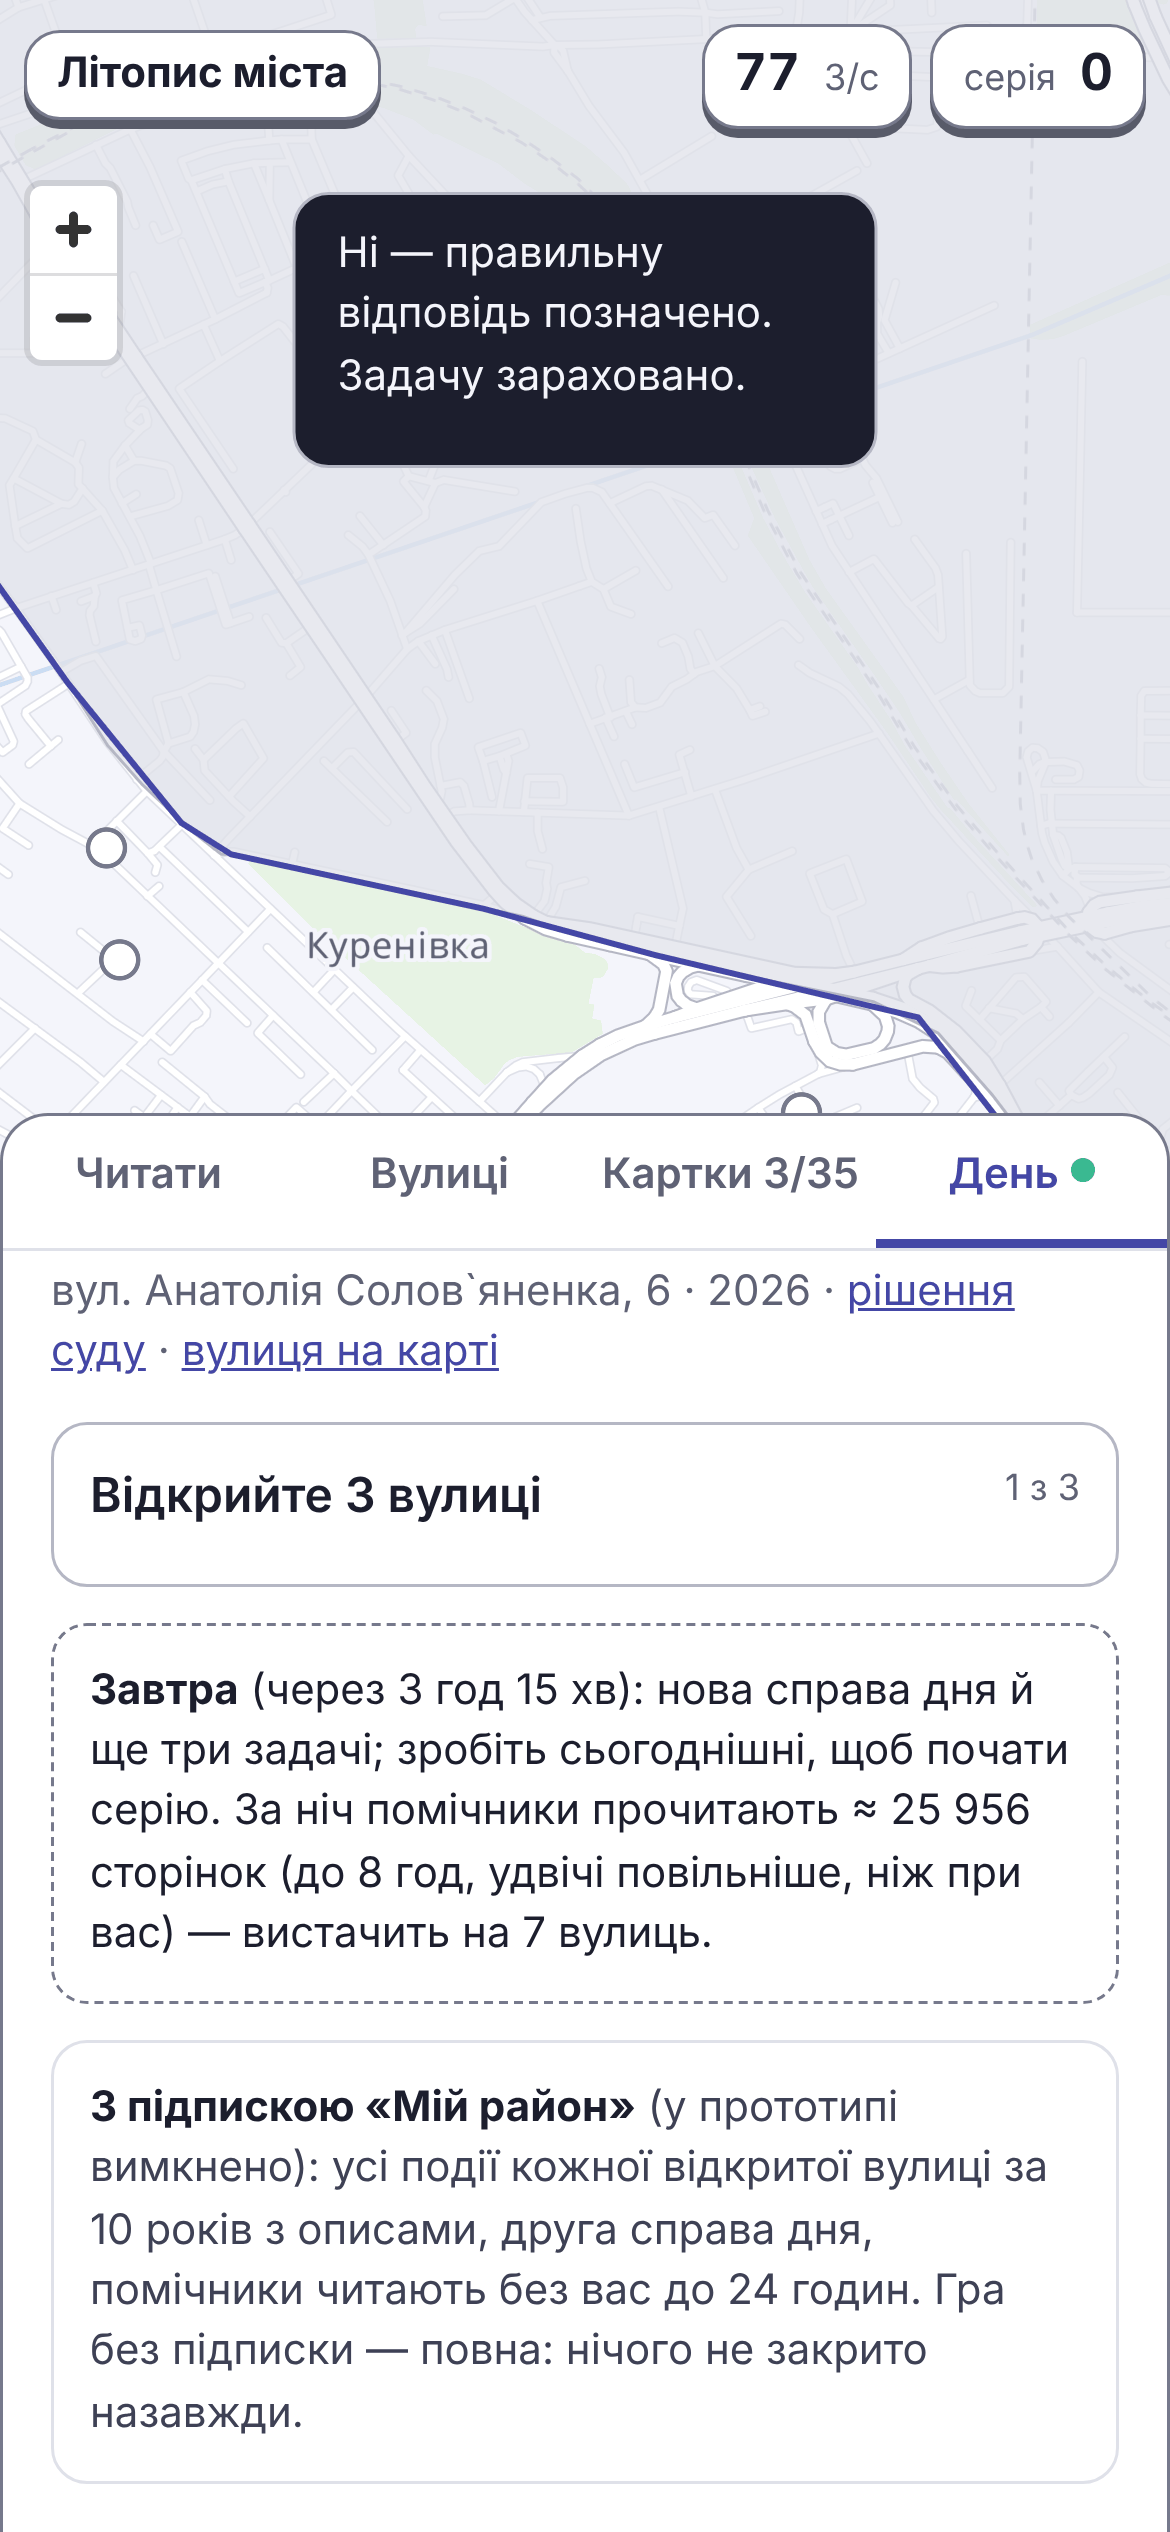 Літопис міста
77 З/с
серія 0
+
−
Ні — правильну
відповідь позначено.
Задачу зараховано.
Куренівка
Читати
Вулиці
Картки 3/35
День
вул. Анатолія Солов`яненка, 6 · 2026 · рішення
суду · вулиця на карті
Відкрийте 3 вулиці
1 з 3
Завтра (через 3 год 15 хв): нова справа дня й
ще три задачі; зробіть сьогоднішні, щоб почати
серію. За ніч помічники прочитають ≈ 25 956
сторінок (до 8 год, удвічі повільніше, ніж при
вас) — вистачить на 7 вулиць.
З підпискою «Мій район» (у прототипі
вимкнено): усі події кожної відкритої вулиці за
10 років з описами, друга справа дня,
помічники читають без вас до 24 годин. Гра
без підписки — повна: нічого не закрито
назавжди.